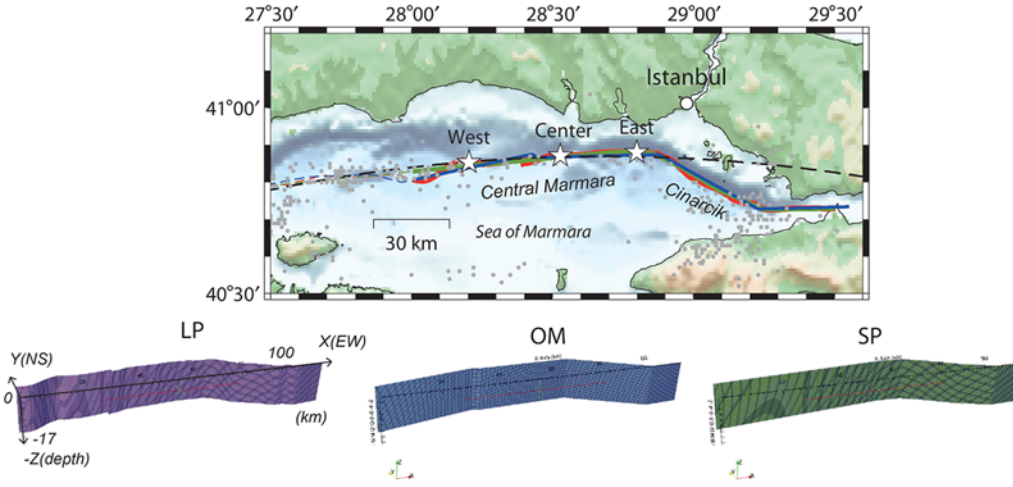 27°30′ 28°00′ 28°30′ 29°00′ 29°30′
Istanbul
41°00′
West Center East
Central Marmara
Cinarcik
30 km
Sea of Marmara
40°30′
LP OM SP
Y(NS) 100 X(EW)
0
(km)
-17
-Z(depth)